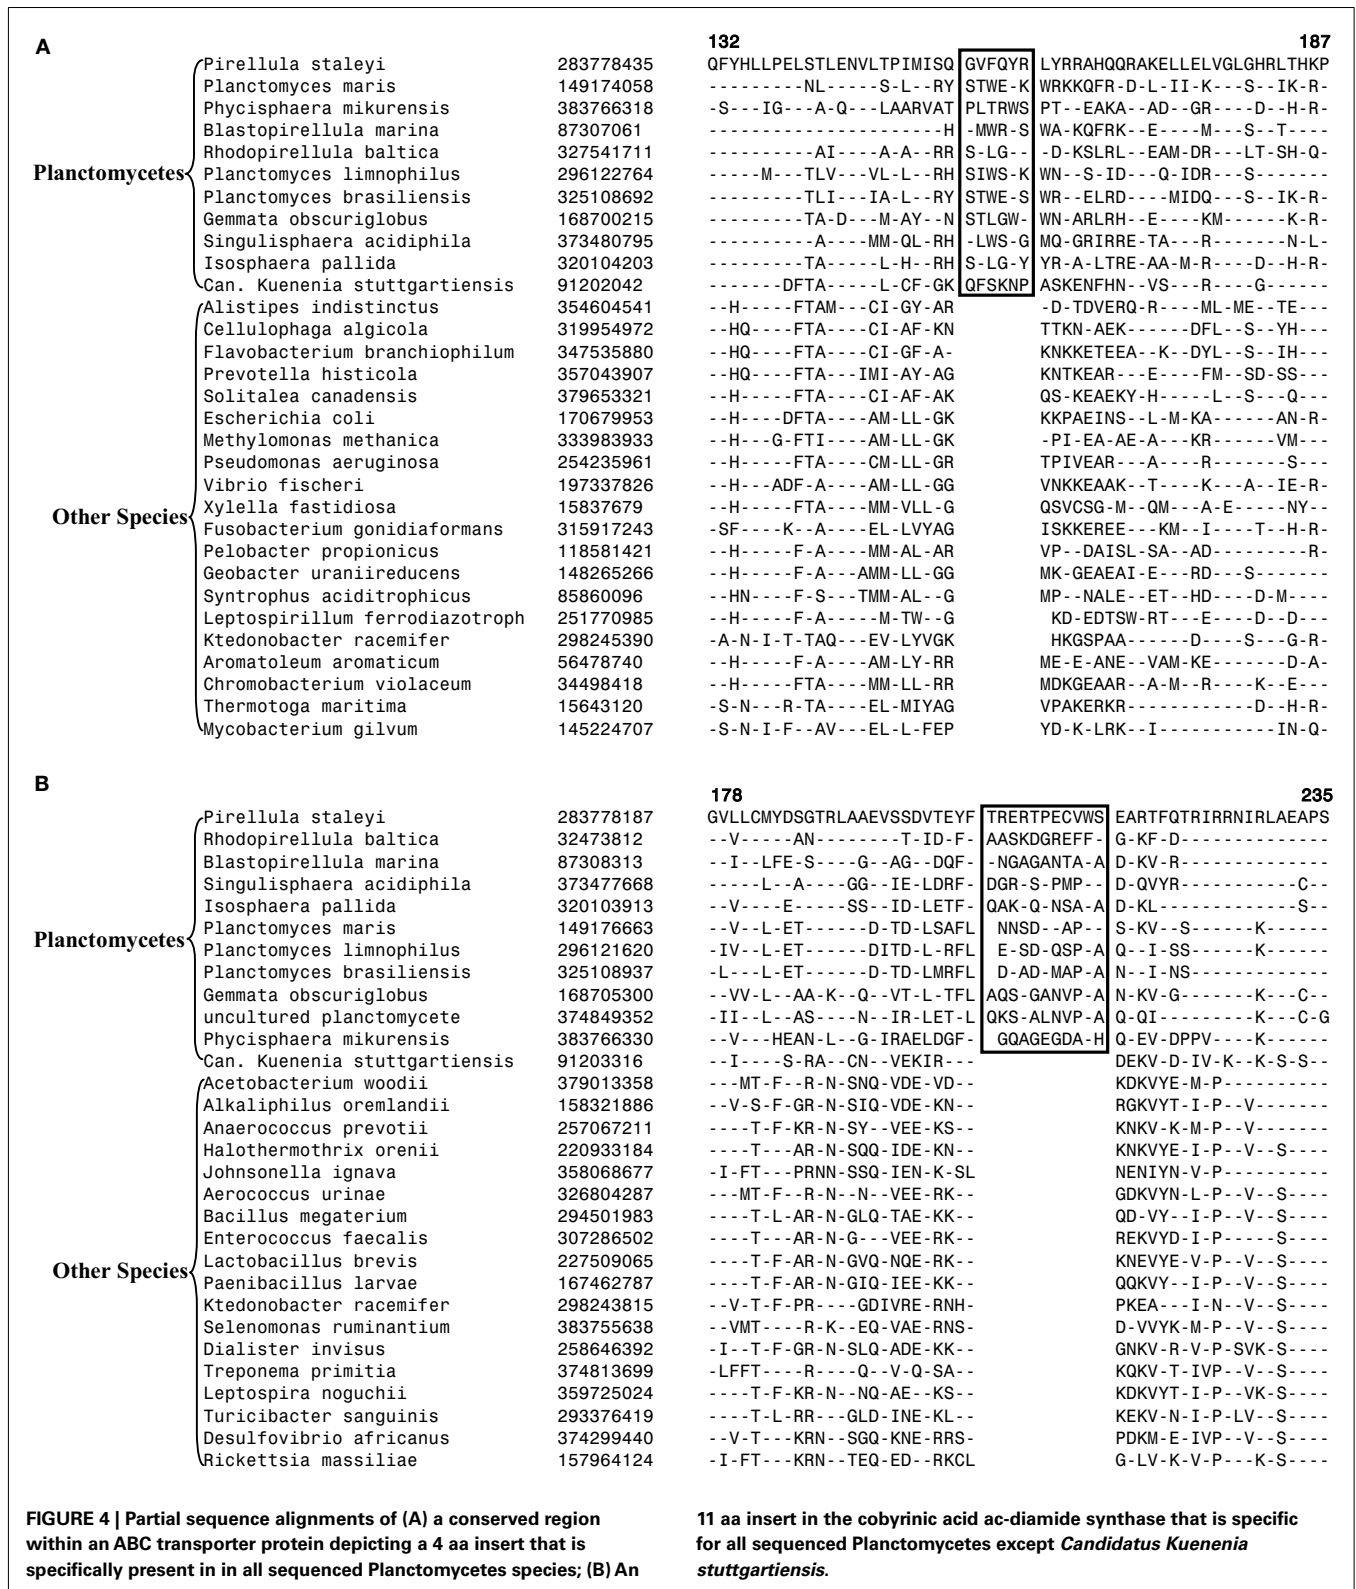 A
132 187
Pirellula staleyi 283778435 QFYHLLPELSTLENVLTPIMISQ GVFQYR LYRRAHQQRAKELLELVGLGHRLTHKP
Planctomyces maris 149174058 ---------NL-----S-L--RY STWE-K WRKKQFR-D-L-II-K---S--IK-R-
Phycisphaera mikurensis 383766318 -S---IG---A-Q---LAARVAT PLTRWS PT--EAKA--AD--GR----D--H-R-
Blastopirellula marina 87307061 ----------------------H -MWR-S WA-KQFRK--E----M---S--T----
Rhodopirellula baltica 327541711 ----------AI----A-A--RR S-LG-- -D-KSLRL--EAM-DR---LT-SH-Q-
Planctomycetes
Planctomyces limnophilus 296122764 -----M---TLV---VL-L--RH SIWS-K WN--S-ID---Q-IDR---S-------
Planctomyces brasiliensis 325108692 ---------TLI---IA-L--RY STWE-S WR--ELRD----MIDQ---S--IK-R-
Gemmata obscuriglobus 168700215 ---------TA-D---M-AY--N STLGW- WN-ARLRH--E----KM------K-R-
Singulisphaera acidiphila 373480795 ----------A----MM-QL-RH -LWS-G MQ-GRIRRE-TA---R-------N-L-
Isosphaera pallida 320104203 ---------TA-----L-H--RH S-LG-Y YR-A-LTRE-AA-M-R----D--H-R-
Can. Kuenenia stuttgartiensis 91202042 -------DFTA-----L-CF-GK QFSKNP ASKENFHN--VS---R----G------
Alistipes indistinctus 354604541 --H-----FTAM---CI-GY-AR -D-TDVERQ-R-----ML-ME--TE---
Cellulophaga algicola 319954972 --HQ----FTA----CI-AF-KN TTKN-AEK------DFL--S--YH---
Flavobacterium branchiophilum 347535880 --HQ----FTA----CI-GF-A- KNKKETEEA--K--DYL--S--IH---
Prevotella histicola 357043907 --HQ----FTA---IMI-AY-AG KNTKEAR---E----FM--SD-SS---
Solitalea canadensis 379653321 --H-----FTA----CI-AF-AK QS-KEAEKY-H-----L--S---Q---
Escherichia coli 170679953 --H----DFTA----AM-LL-GK KKPAEINS--L-M-KA------AN-R-
Methylomonas methanica 333983933 --H---G-FTI----AM-LL-GK -PI-EA-AE-A---KR------VM---
Pseudomonas aeruginosa 254235961 --H-----FTA----CM-LL-GR TPIVEAR---A----R-------S---
Vibrio fischeri 197337826 --H---ADF-A----AM-LL-GG VNKKEAAK--T----K---A--IE-R-
Other Species
Xylella fastidiosa 15837679 --H-----FTA----MM-VLL-G QSVCSG-M--QM---A-E-----NY--
Fusobacterium gonidiaformans 315917243 -SF----K--A----EL-LVYAG ISKKEREE---KM--I----T--H-R-
Pelobacter propionicus 118581421 --H-----F-A----MM-AL-AR VP--DAISL-SA--AD---------R-
Geobacter uraniireducens 148265266 --H-----F-A---AMM-LL-GG MK-GEAEAI-E---RD---S-------
Syntrophus aciditrophicus 85860096 --HN----F-S---TMM-AL--G MP--NALE--ET--HD----D-M----
Leptospirillum ferrodiazotroph 251770985 --H-----F-A-----M-TW--G KD-EDTSW-RT---E----D--D---
Ktedonobacter racemifer 298245390 -A-N-I-T-TAQ---EV-LYVGK HKGSPAA------D----S---G-R-
Aromatoleum aromaticum 56478740 --H-----F-A----AM-LY-RR ME-E-ANE--VAM-KE-------D-A-
Chromobacterium violaceum 34498418 --H-----FTA----MM-LL-RR MDKGEAAR--A-M--R----K--E---
Thermotoga maritima 15643120 -S-N---R-TA----EL-MIYAG VPAKERKR-----------D--H-R-
Mycobacterium gilvum 145224707 -S-N-I-F--AV---EL-L-FEP YD-K-LRK--I-----------IN-Q-
B
178 235
Pirellula staleyi 283778187 GVLLCMYDSGTRLAAEVSSDVTEYF TRERTPECVWS EARTFQTRIRRNIRLAEAPS
Rhodopirellula baltica 32473812 --V-----AN--------T-ID-F- AASKDGREFF- G-KF-D--------------
Blastopirellula marina 87308313 --I--LFE-S----G--AG--DQF- -NGAGANTA-A D-KV-R--------------
Singulisphaera acidiphila 373477668 -----L--A----GG--IE-LDRF- DGR-S-PMP-- D-QVYR-----------C--
Isosphaera pallida 320103913 --V----E----SS--ID-LETF- QAK-Q-NSA-A D-KL-------------S--
Planctomycetes
Planctomyces maris 149176663 --V--L-ET------D-TD-LSAFL NNSD--AP-- S-KV--S------K------
Planctomyces limnophilus 296121620 -IV--L-ET------DITD-L-RFL E-SD-QSP-A Q--I-SS------K------
Planctomyces brasiliensis 325108937 -L---L-ET------D-TD-LMRFL D-AD-MAP-A N--I-NS-------------
Gemmata obscuriglobus 168705300 --VV-L--AA-K--Q--VT-L-TFL AQS-GANVP-A N-KV-G-------K---C--
uncultured planctomycete 374849352 -II--L--AS----N--IR-LET-L QKS-ALNVP-A Q-QI---------K---C-G
Phycisphaera mikurensis 383766330 --V---HEAN-L--G-IRAELDGF- GQAGEGDA-H Q-EV-DPPV----K------
Can. Kuenenia stuttgartiensis 91203316 --I----S-RA--CN--VEKIR--- DEKV-D-IV-K--K-S-S--
Acetobacterium woodii 379013358 ---MT-F--R-N-SNQ-VDE-VD-- KDKVYE-M-P----------
Alkaliphilus oremlandii 158321886 --V-S-F-GR-N-SIQ-VDE-KN-- RGKVYT-I-P--V-------
Anaerococcus prevotii 257067211 ----T-F-KR-N-SY--VEE-KS-- KNKV-K-M-P--V-------
Halothermothrix orenii 220933184 ----T---AR-N-SQQ-IDE-KN-- KNKVYE-I-P--V--S----
Johnsonella ignava 358068677 -I-FT---PRNN-SSQ-IEN-K-SL NENIYN-V-P----------
Aerococcus urinae 326804287 ---MT-F--R-N--N--VEE-RK-- GDKVYN-L-P--V--S----
Bacillus megaterium 294501983 ----T-L-AR-N-GLQ-TAE-KK-- QD-VY--I-P--V--S----
Enterococcus faecalis 307286502 ----T-F-AR-N-G---VEE-RK-- REKVYD-I-P--V--S----
Other Species
Lactobacillus brevis 227509065 ----T-F-AR-N-GVQ-NQE-RK-- KNEVYE-V-P--V--S----
Paenibacillus larvae 167462787 ----T-F-AR-N-GIQ-IEE-KK-- QQKVY--I-P--V--S----
Ktedonobacter racemifer 298243815 --V-T-F-PR----GDIVRE-RNH- PKEA---I-N--V--S----
Selenomonas ruminantium 383755638 --VMT----R-K--EQ-VAE-RNS- D-VVYK-M-P--V--S----
Dialister invisus 258646392 -I--T-F-GR-N-SLQ-ADE-KK-- GNKV-R-V-P-SVK-S----
Treponema primitia 374813699 -LFFT----R----Q--V-Q-SA-- KQKV-T-IVP--V--S----
Leptospira noguchii 359725024 ----T-F-KR-N--NQ-AE--KS-- KDKVYT-I-P--VK-S----
Turicibacter sanguinis 293376419 ----T-L-RR---GLD-INE-KL-- KEKV-N-I-P-LV--S----
Desulfovibrio africanus 374299440 --V-T---KRN--SGQ-KNE-RRS- PDKM-E-IVP--V--S----
Rickettsia massiliae 157964124 -I-FT---KRN--TEQ-ED--RKCL G-LV-K-V-P---K-S----
FIGURE 4 | Partial sequence alignments of (A) a conserved region
within an ABC transporter protein depicting a 4 aa insert that is
specifically present in in all sequenced Planctomycetes species; (B) An
11 aa insert in the cobyrinic acid ac-diamide synthase that is specific
for all sequenced Planctomycetes except Candidatus Kuenenia
stuttgartiensis.